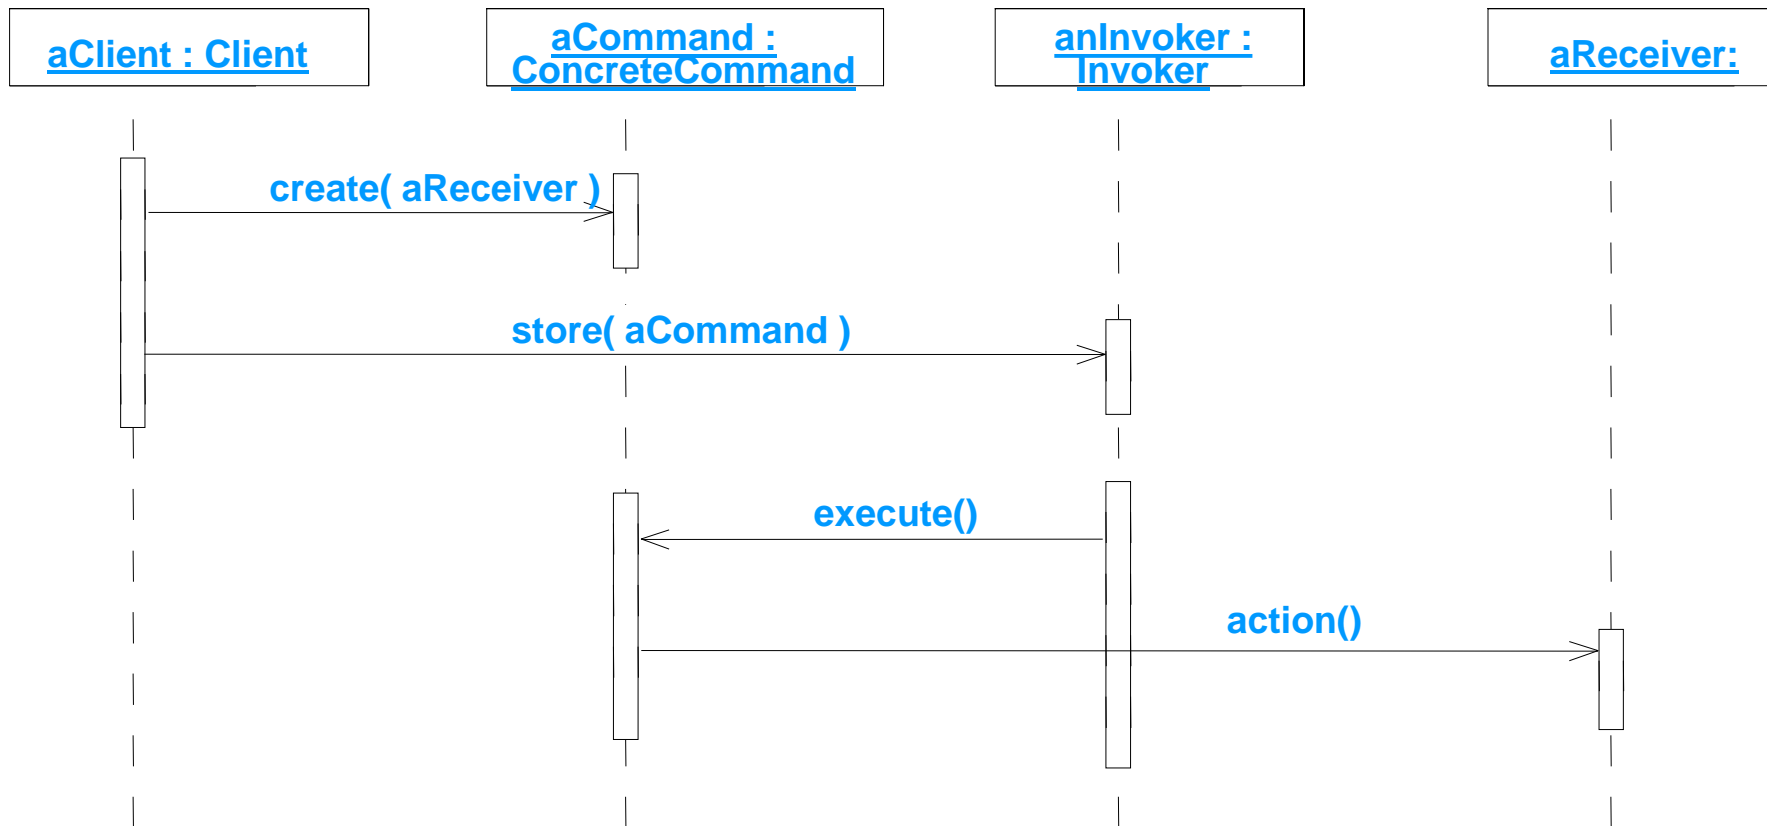 aClient : Client
aCommand :
ConcreteCommand
anInvoker :
Invoker
aReceiver:
create( aReceiver )
store( aCommand )
execute()
action()